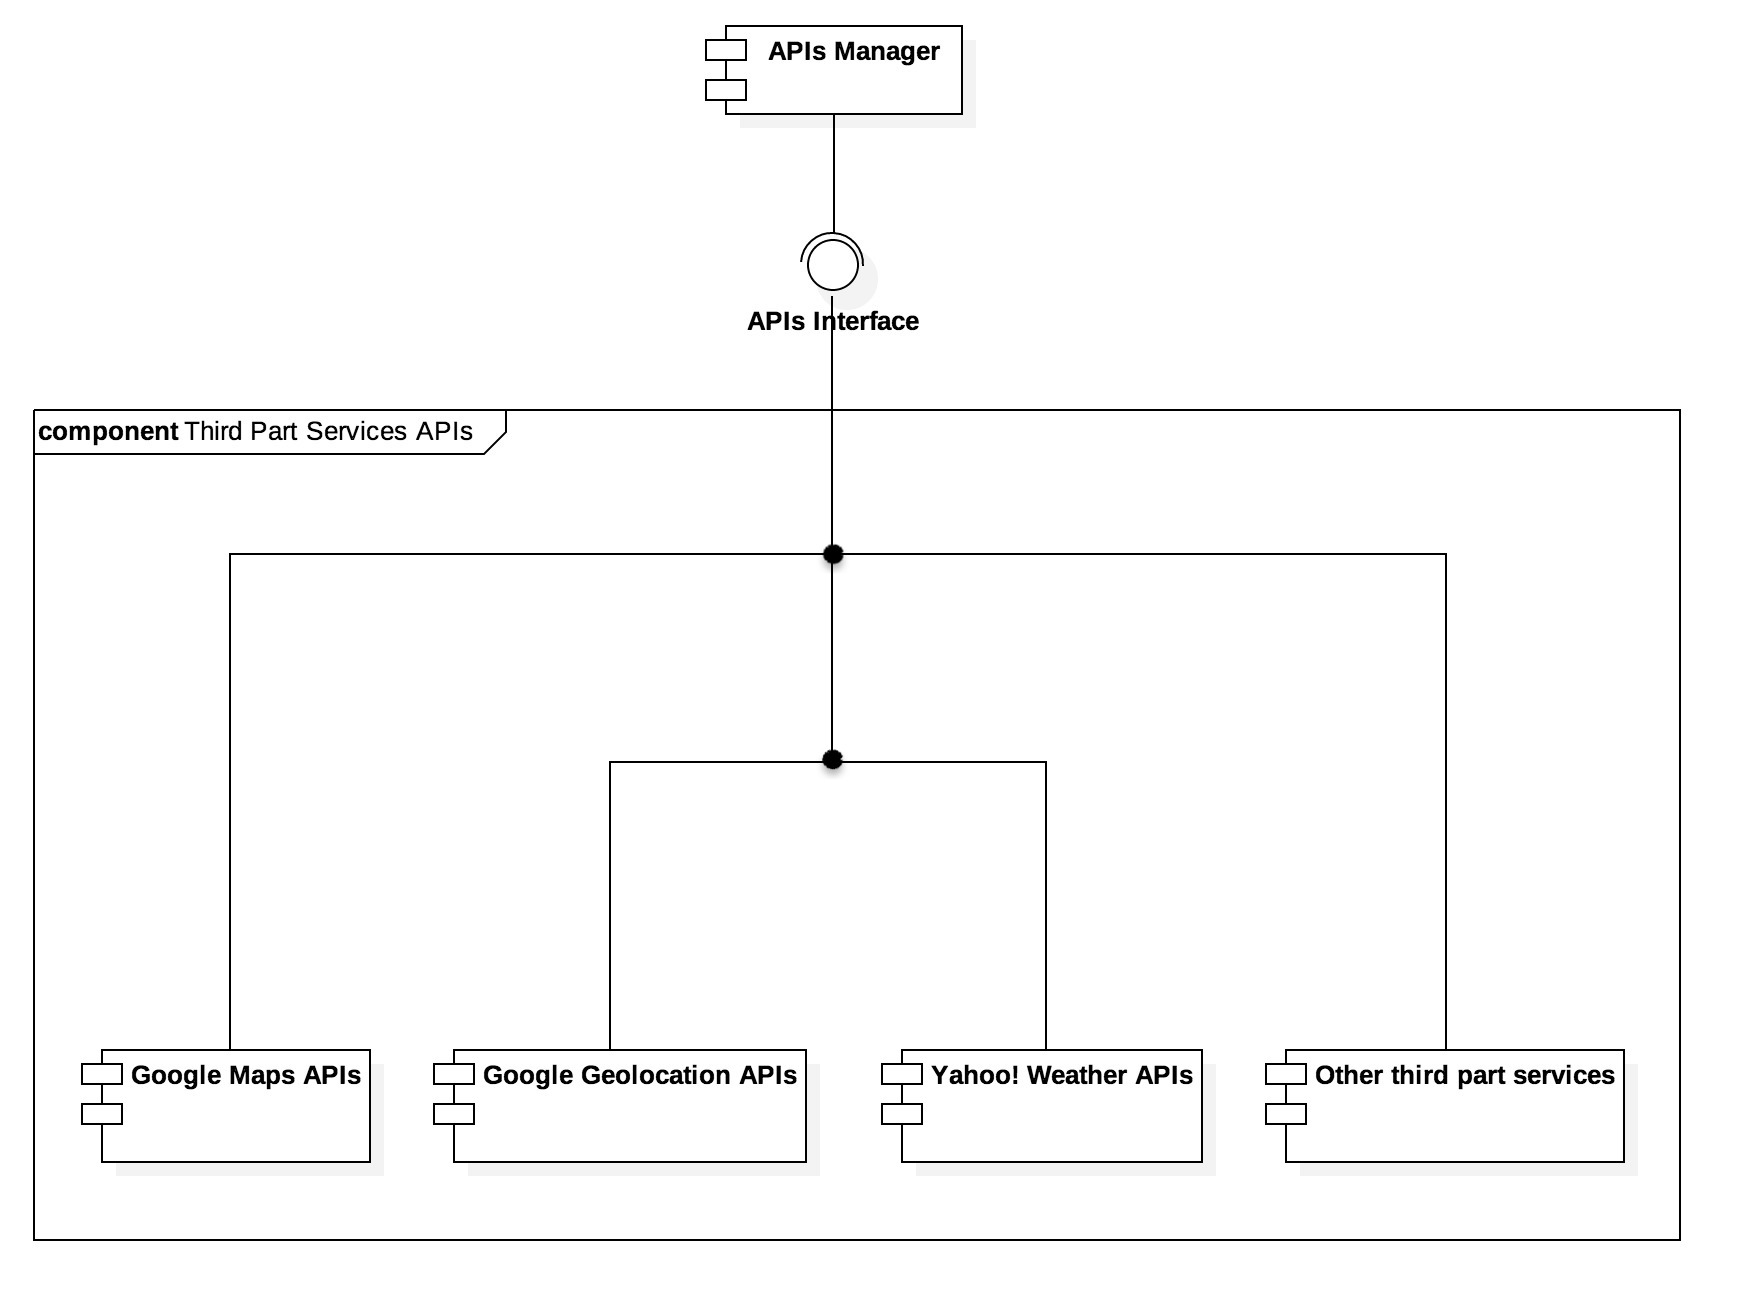 APIs Manager
APIs Interface
component Third Part Services APIs
Google Maps APIs
Google Geolocation APIs
Yahoo! Weather APIs
Other third part services